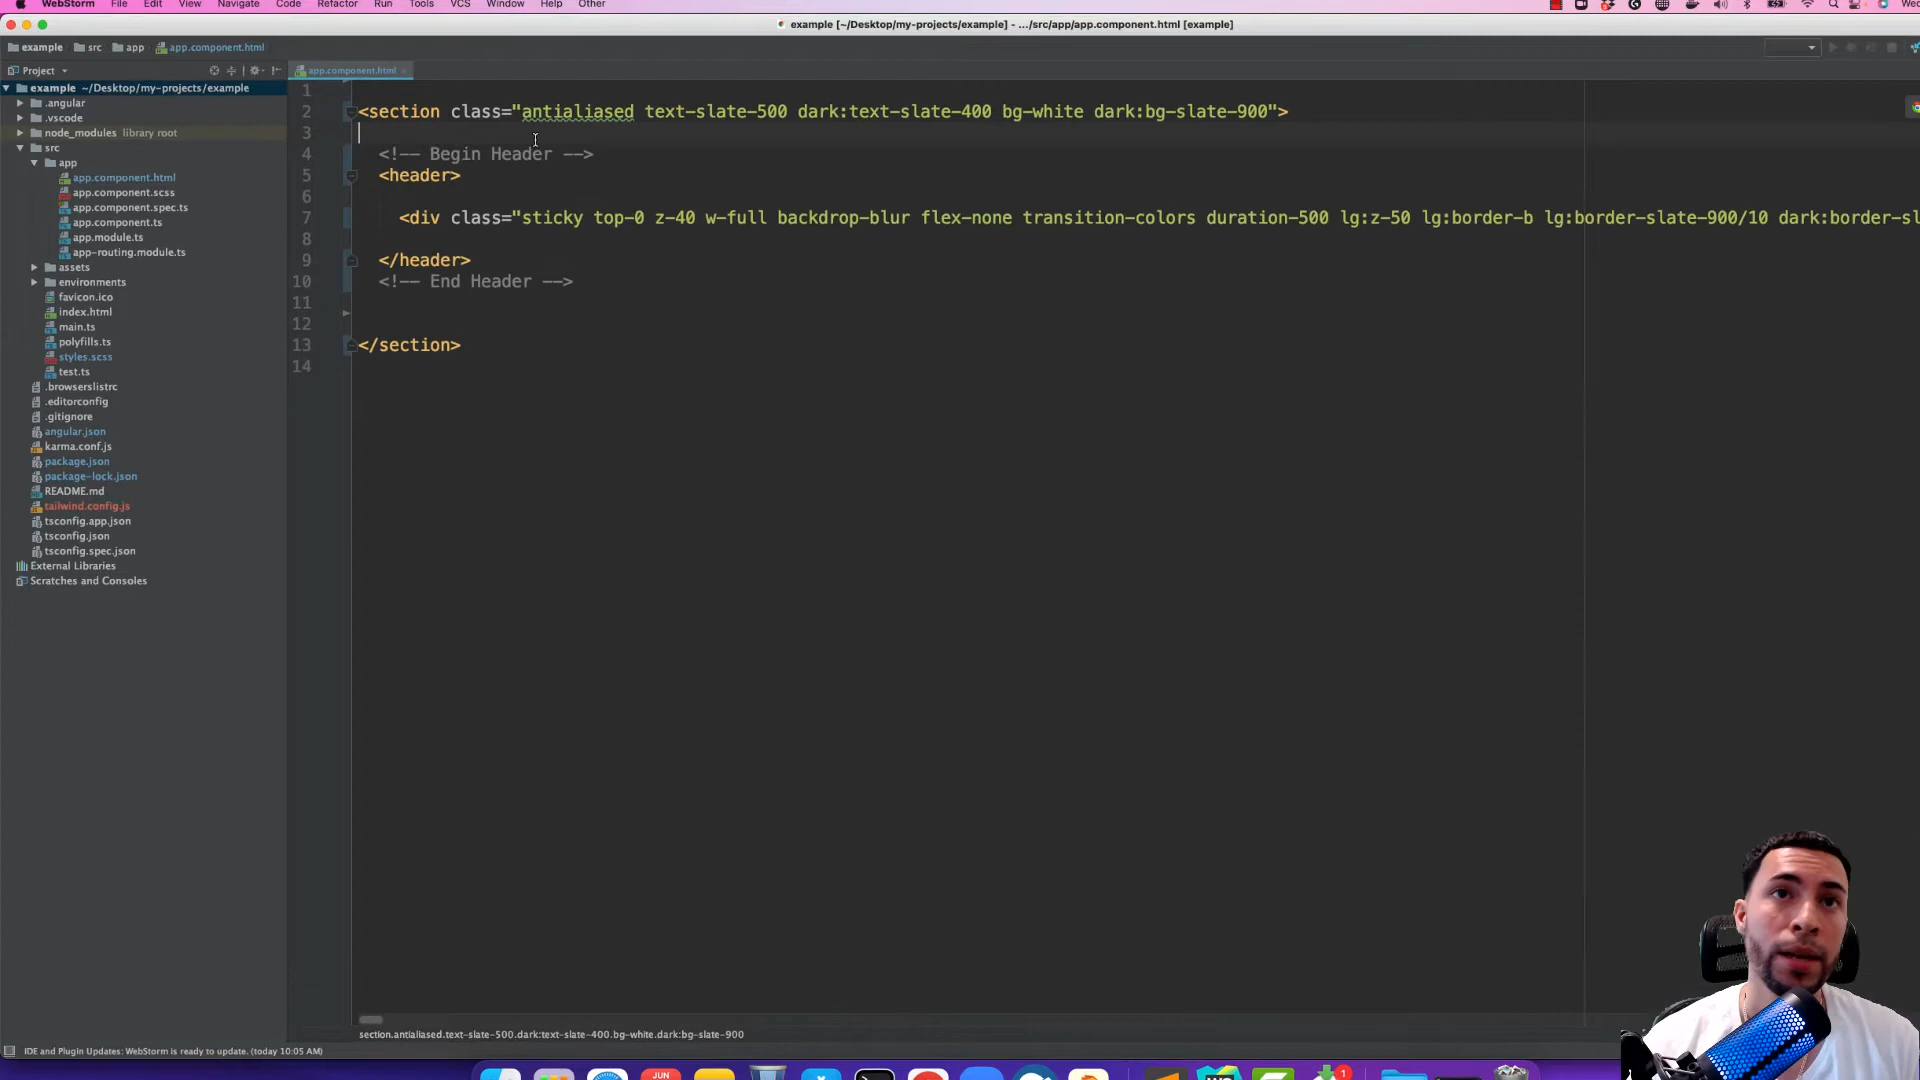 WebStorm File Edit View Navigate Code Refactor Run Tools VCS Window Help Other
example [~/Desktop/my-projects/example] - .../src/app/app.component.html [example]
example src app app.component.html
Project
app.component.html
example ~/Desktop/my-projects/example
.angular
.vscode
node_modules library root
src
app
app.component.html
app.component.scss
app.component.spec.ts
app.component.ts
app.module.ts
app-routing.module.ts
assets
environments
favicon.ico
index.html
main.ts
polyfills.ts
styles.scss
test.ts
.browserslistrc
.editorconfig
.gitignore
angular.json
karma.conf.js
package.json
package-lock.json
README.md
tailwind.config.js
tsconfig.app.json
tsconfig.json
tsconfig.spec.json
External Libraries
Scratches and Consoles
1
2 <section class="antialiased text-slate-500 dark:text-slate-400 bg-white dark:bg-slate-900">
3
4 <!-- Begin Header -->
5 <header>
6
7 <div class="sticky top-0 z-40 w-full backdrop-blur flex-none transition-colors duration-500 lg:z-50 lg:border-b lg:border-slate-900/10 dark:border-sl
8
9 </header>
10 <!-- End Header -->
11
12
13 </section>
14
section.antialiased.text-slate-500.dark:text-slate-400.bg-white.dark:bg-slate-900
IDE and Plugin Updates: WebStorm is ready to update. (today 10:05 AM)
JUN
1